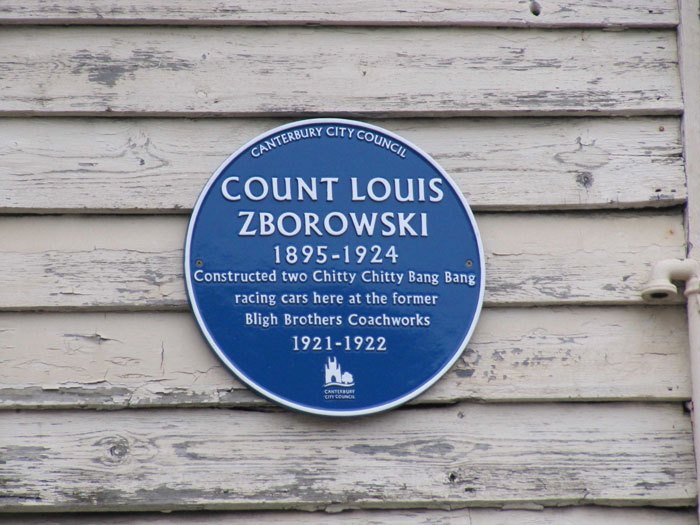 CANTERBURY CITY COUNCIL
COUNT LOUIS
ZBOROWSKI
1895-1924
Constructed two Chitty Chitty Bang Bang
racing cars here at the former
Bligh Brothers Coachworks
1921-1922
CANTERBURY
CITY COUNCIL